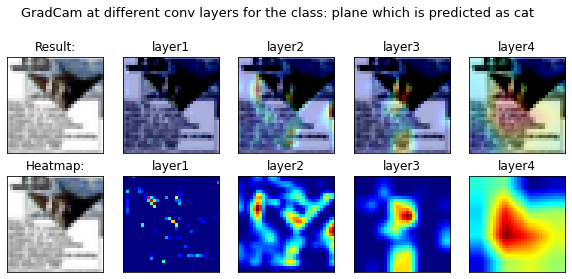 GradCam at different conv layers for the class: plane which is predicted as cat
Result: layer1 layer2 layer3 layer4
Heatmap: layer1 layer2 layer3 layer4